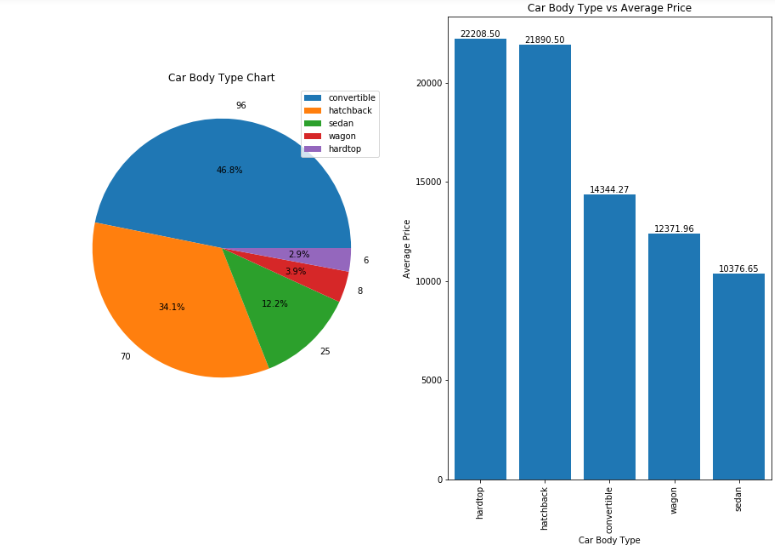 Car Body Type Chart
96
convertible
hatchback
sedan
wagon
hardtop
46.8%
2.9%
6
3.9%
8
12.2%
34.1%
25
70
Car Body Type vs Average Price
22208.50
21890.50
14344.27
12371.96
10376.65
20000
15000
10000
5000
0
Average Price
hardtop
hatchback
convertible
wagon
sedan
Car Body Type